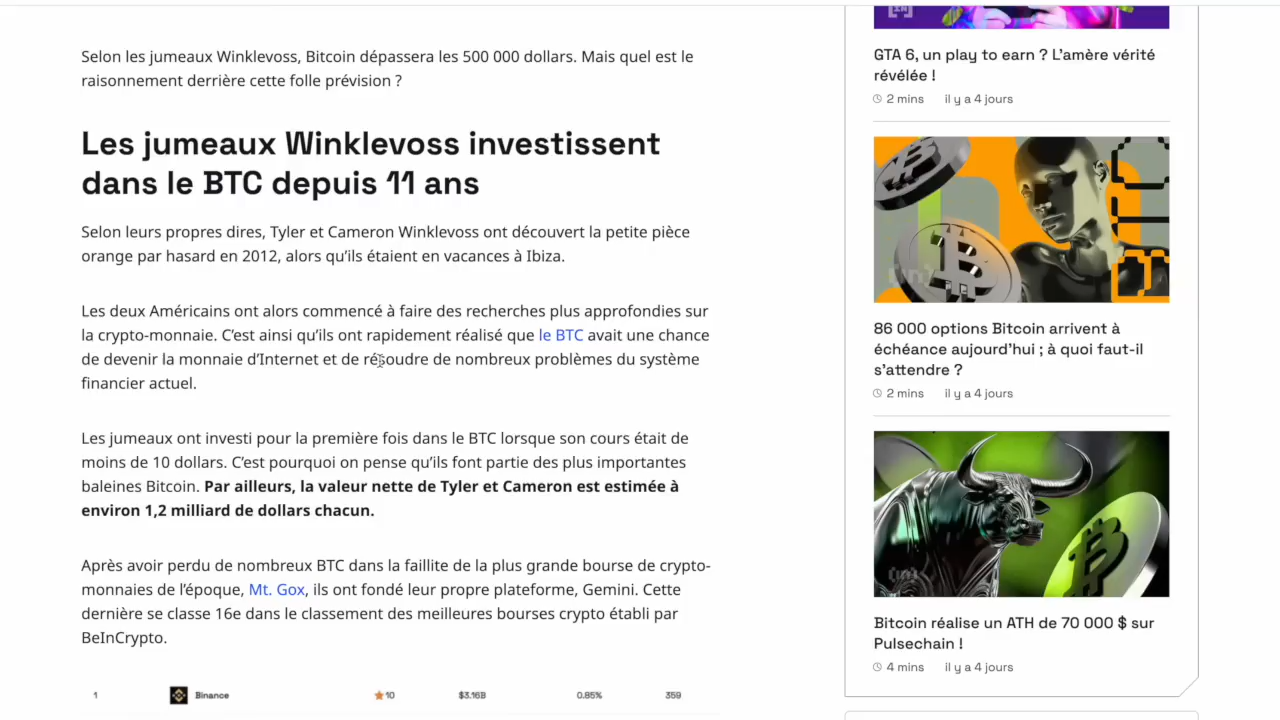 Selon les jumeaux Winklevoss, Bitcoin dépassera les 500 000 dollars. Mais quel est le
raisonnement derrière cette folle prévision ?
Les jumeaux Winklevoss investissent
dans le BTC depuis 11 ans
Selon leurs propres dires, Tyler et Cameron Winklevoss ont découvert la petite pièce
orange par hasard en 2012, alors qu’ils étaient en vacances à Ibiza.
Les deux Américains ont alors commencé à faire des recherches plus approfondies sur
la crypto-monnaie. C’est ainsi qu’ils ont rapidement réalisé que le BTC avait une chance
de devenir la monnaie d’Internet et de résoudre de nombreux problèmes du système
financier actuel.
Les jumeaux ont investi pour la première fois dans le BTC lorsque son cours était de
moins de 10 dollars. C’est pourquoi on pense qu’ils font partie des plus importantes
baleines Bitcoin. Par ailleurs, la valeur nette de Tyler et Cameron est estimée à
environ 1,2 milliard de dollars chacun.
Après avoir perdu de nombreux BTC dans la faillite de la plus grande bourse de crypto-
monnaies de l’époque, Mt. Gox, ils ont fondé leur propre plateforme, Gemini. Cette
dernière se classe 16e dans le classement des meilleures bourses crypto établi par
BeInCrypto.
1 Binance 10 $3.16B 0.85% 359
GTA 6, un play to earn ? L’amère vérité
révélée !
2 mins il y a 4 jours
86 000 options Bitcoin arrivent à
échéance aujourd’hui ; à quoi faut-il
s’attendre ?
2 mins il y a 4 jours
Bitcoin réalise un ATH de 70 000 $ sur
Pulsechain !
4 mins il y a 4 jours